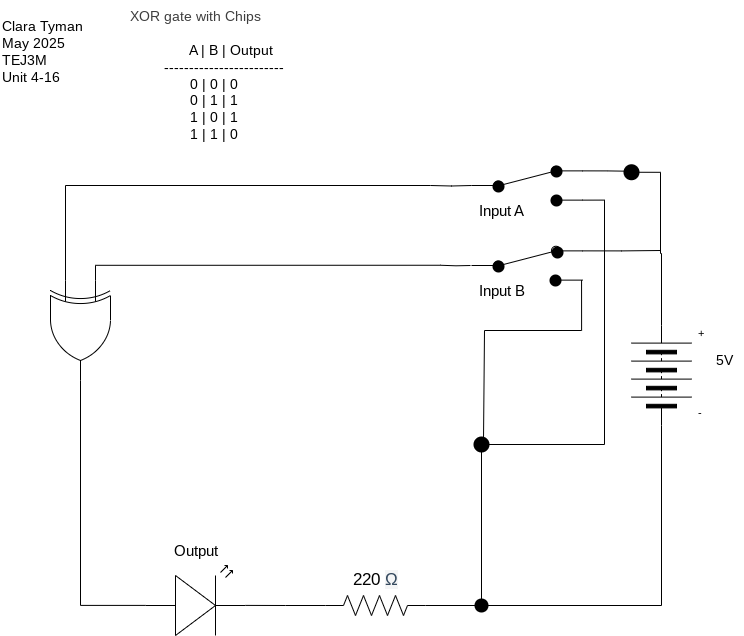 Clara Tyman
May 2025
TEJ3M
Unit 4-16
XOR gate with Chips
A | B | Output
------------------------
0 | 0 | 0
0 | 1 | 1
1 | 0 | 1
1 | 1 | 0
Input A
Input B
+
5V
-
Output
220 Ω